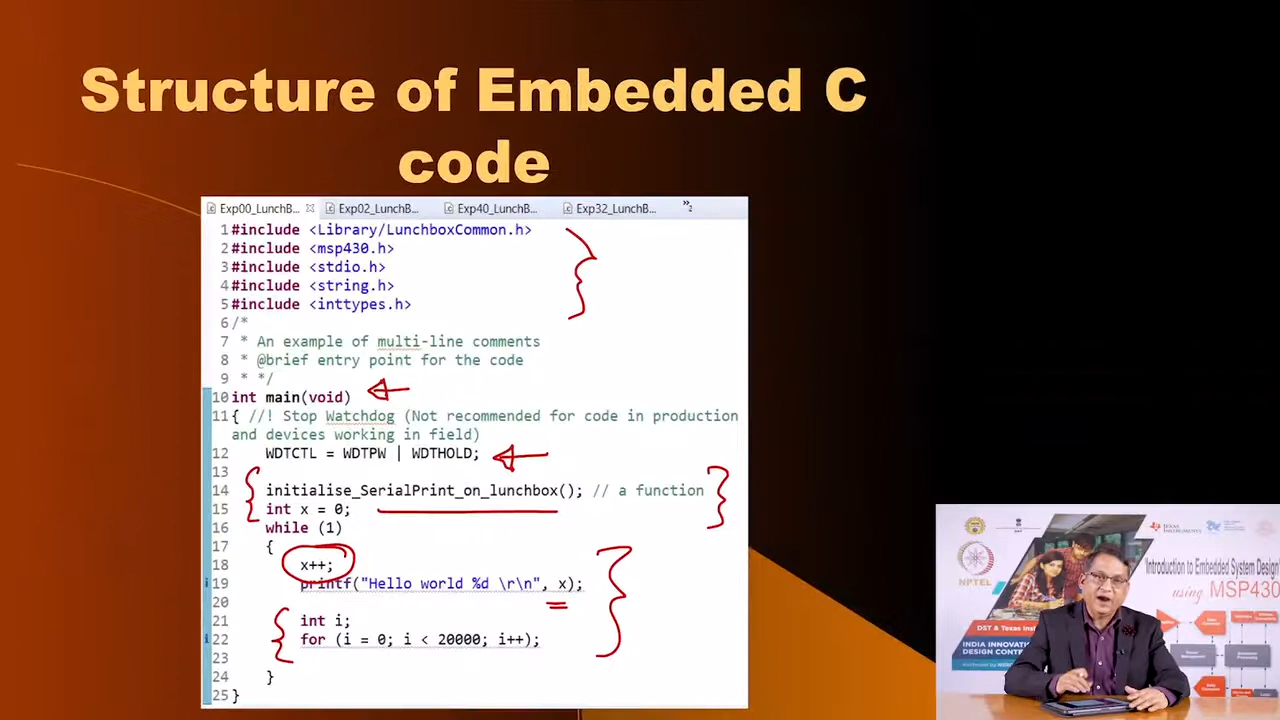 Structure of Embedded C
code
Exp00_LunchB... Exp02_LunchB... Exp40_LunchB... Exp32_LunchB... »2
1 #include <Library/LunchboxCommon.h>
2 #include <msp430.h>
3 #include <stdio.h>
4 #include <string.h>
5 #include <inttypes.h>
6 /*
7  * An example of multi-line comments
8  * @brief entry point for the code
9  * */
10 int main(void)
11 { //! Stop Watchdog (Not recommended for code in production
and devices working in field)
12     WDTCTL = WDTPW | WDTHOLD;
13
14     initialise_SerialPrint_on_lunchbox(); // a function
15     int x = 0;
16     while (1)
17     {
18         x++;
19         printf("Hello world %d \r\n", x);
20
21         int i;
22         for (i = 0; i < 20000; i++);
23
24     }
25 }
NPTEL
TEXAS INSTRUMENTS
"Introduction to Embedded System Design"
using MSP430
DST & Texas Inst
INDIA INNOVA
DESIGN CONTE